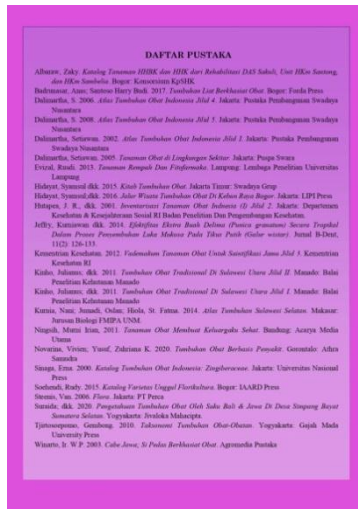 DAFTAR PUSTAKA
Albasaw, Zaky. Katalog Tanaman HHBK dan HHK dari Rehabilitasi DAS Sakuli, Unit HKm Santong,
dan HKm Sambelia. Bogor: Konsorsium KpSHK
Badrunasar, Anas; Santoso Harry Budi. 2017. Tumbuhan Liar Berkhasiat Obat. Bogor: Forda Press
Dalimartha, S. 2006. Atlas Tumbuhan Obat Indonesia Jilid 4. Jakarta: Pustaka Pembangunan Swadaya
Nusantara
Dalimartha, S. 2008. Atlas Tumbuhan Obat Indonesia Jilid 5. Jakarta: Pustaka Pembangunan Swadaya
Nusantara
Dalimartha, Setiawan. 2002. Atlas Tumbuhan Obat Indonesia Jilid 3. Jakarta: Pustaka Pembangunan
Swadaya Nusantara
Dalimartha, Setiawan. 2005. Tanaman Obat di Lingkungan Sekitar. Jakarta: Puspa Swara
Evizal, Rusdi. 2013. Tanaman Rempah Dan Fitofarmaka. Lampung: Lembaga Penelitian Universitas
Lampung
Hidayat, Syamsul dkk. 2015. Kitab Tumbuhan Obat. Jakarta Timur: Swadaya Grup
Hidayat, Syamsul;dkk. 2016. Jalur Wisata Tumbuhan Obat Di Kebun Raya Bogor. Jakarta: LIPI Press
Hutapea, J. R., dkk. 2001. Inventarisasi Tanaman Obat Indonesia (I) Jilid 2. Jakarta: Departemen
Kesehatan & Kesejahteraan Sosial RI Badan Penelitian Dan Pengembangan Kesehatan.
Jeffry, Kurniawan dkk. 2014. Efektifitas Ekstra Buah Delima (Punica granatum) Secara Tropikal
Dalam Proses Penyembuhan Luka Mukosa Pada Tikus Putih (Galur wistar). Jurnal B-Dent,
11(2): 126-133.
Kementrian Kesehatan. 2012. Vademakum Tanaman Obat Untuk Saintifikasi Jamu Jilid 3. Kementrian
Kesehatan RI
Kinho, Julianus; dkk. 2011. Tumbuhan Obat Tradisional Di Sulawesi Utara Jilid II. Manado: Balai
Penelitian Kehutanan Manado
Kinho, Julianus; dkk. 2011. Tumbuhan Obat Tradisional Di Sulawesi Utara Jilid I. Manado: Balai
Penelitian Kehutanan Manado
Kurnia, Nani; Jumadi, Oslan; Hiola, St. Fatma. 2014. Atlas Tumbuhan Sulawesi Selatan. Makasar:
Jurusan Biologi FMIPA UNM.
Ningsih, Murni Irian, 2011. Tanaman Obat Membuat Keluargaku Sehat. Bandung: Acarya Media
Utama
Novarius, Vivien; Yusuf, Zuhriana K. 2020. Tumbuhan Obat Berbasis Penyakit. Gorontalo: Athra
Samudra
Sinaga, Erna. 2000. Katalog Tumbuhan Obat Indonesia: Zingiberaceae. Jakarta: Universitas Nasional
Press
Soehendi, Rudy. 2015. Katalog Varietas Unggul Florikultura. Bogor: IAARD Press
Steenis, Van. 2006. Flora. Jakarta: PT Perca
Suraida; dkk. 2020. Pengetahuan Tumbuhan Obat Oleh Suku Bali & Jawa Di Desa Simpang Bayat
Sumatera Selatan. Yogyakarta: Jivaloka Mahacipta.
Tjitrosoepomo, Gembong. 2010. Taksonomi Tumbuhan Obat-Obatan. Yogyakarta: Gajah Mada
University Press
Winarto, Ir. W.P. 2003. Cabe Jawa; Si Pedas Berkhasiat Obat. Agromedia Pustaka